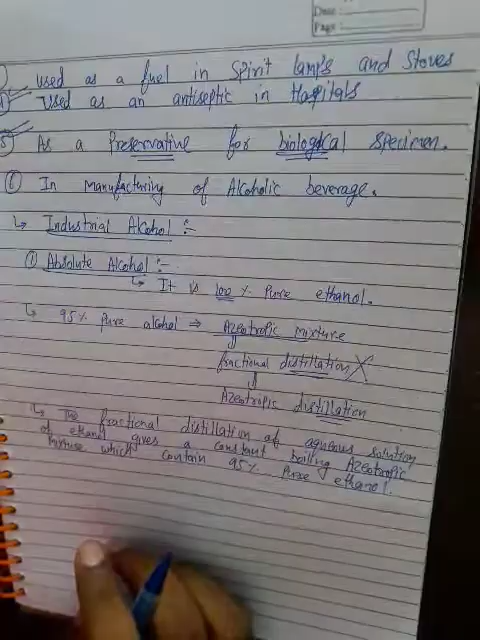 Date :
Page :
used as a fuel in Spirit lamps and Stoves
④ Used as an antiseptic in Hospitals
⑤ As a Preservative for biological specimen.
⑥ In manufacturing of Alcoholic beverage.
↳ Industrial Alcohol :-
① Absolute Alcohol :-
↳ It is 100 % Pure ethanol.
↳ 95% Pure alcohol ⇒ Azeotropic mixture
⇓
fractional distillation X
⇓
Azeotropic distillation
↳ The fractional distillation of aqueous solution
of ethanol gives a constant boiling Azeotropic
mixture which contain 95% Pure ethanol.